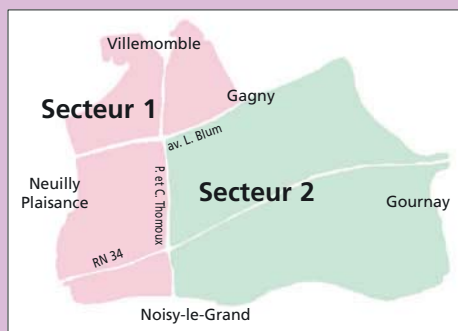 Villemomble
Secteur 1
Gagny
av. L. Blum
Neuilly
Plaisance
P. et C. Thomoux
Secteur 2
Gournay
RN 34
Noisy-le-Grand